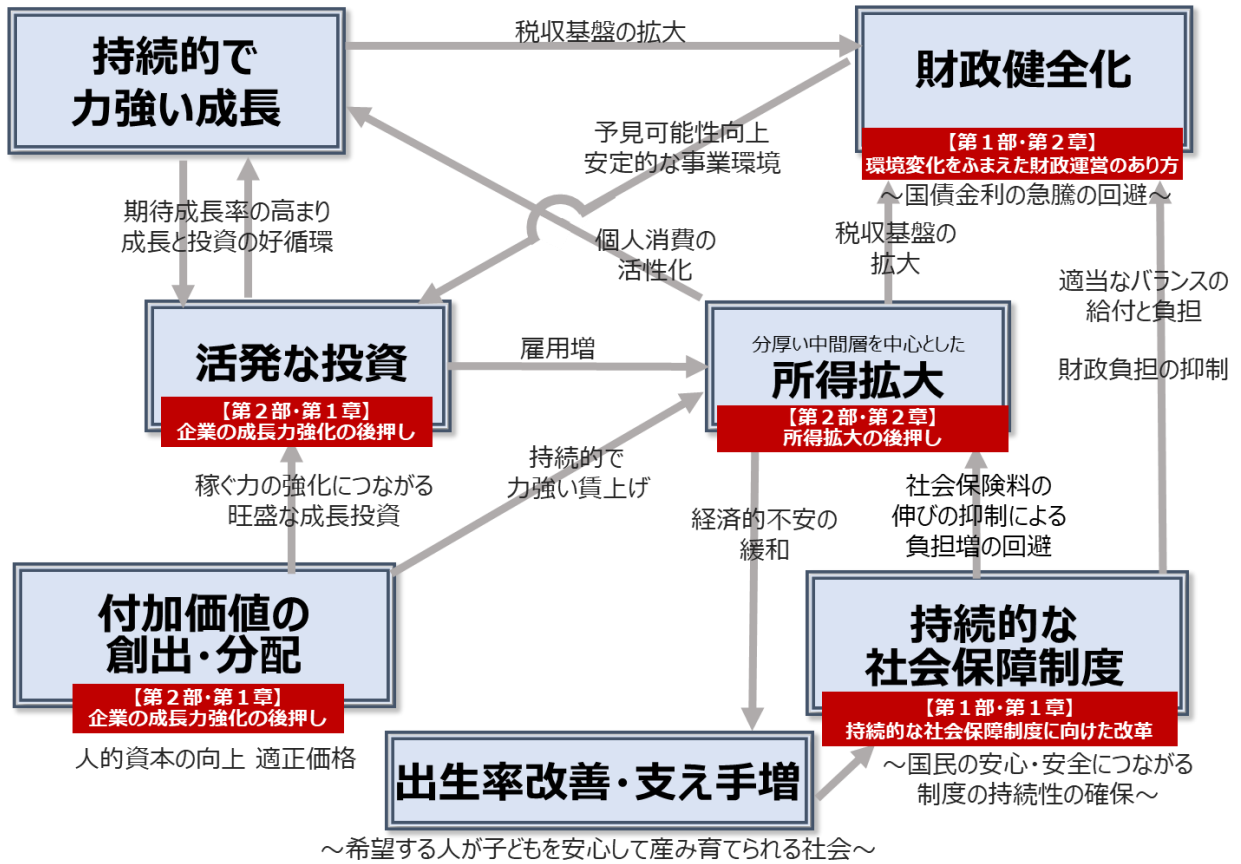 持続的で
力強い成長
税収基盤の拡大
財政健全化
【第１部・第２章】
環境変化をふまえた財政運営のあり方
～国債金利の急騰の回避～
予見可能性向上
安定的な事業環境
期待成長率の高まり
成長と投資の好循環
個人消費の
活性化
税収基盤の
拡大
適当なバランスの
給付と負担
財政負担の抑制
活発な投資
【第２部・第１章】
企業の成長力強化の後押し
雇用増
分厚い中間層を中心とした
所得拡大
【第２部・第２章】
所得拡大の後押し
稼ぐ力の強化につながる
旺盛な成長投資
持続的で
力強い賃上げ
経済的不安の
緩和
社会保険料の
伸びの抑制による
負担増の回避
付加価値の
創出・分配
【第２部・第１章】
企業の成長力強化の後押し
人的資本の向上 適正価格
持続的な
社会保障制度
【第１部・第１章】
持続的な社会保障制度に向けた改革
～国民の安心・安全につながる
制度の持続性の確保～
出生率改善・支え手増
～希望する人が子どもを安心して産み育てられる社会～